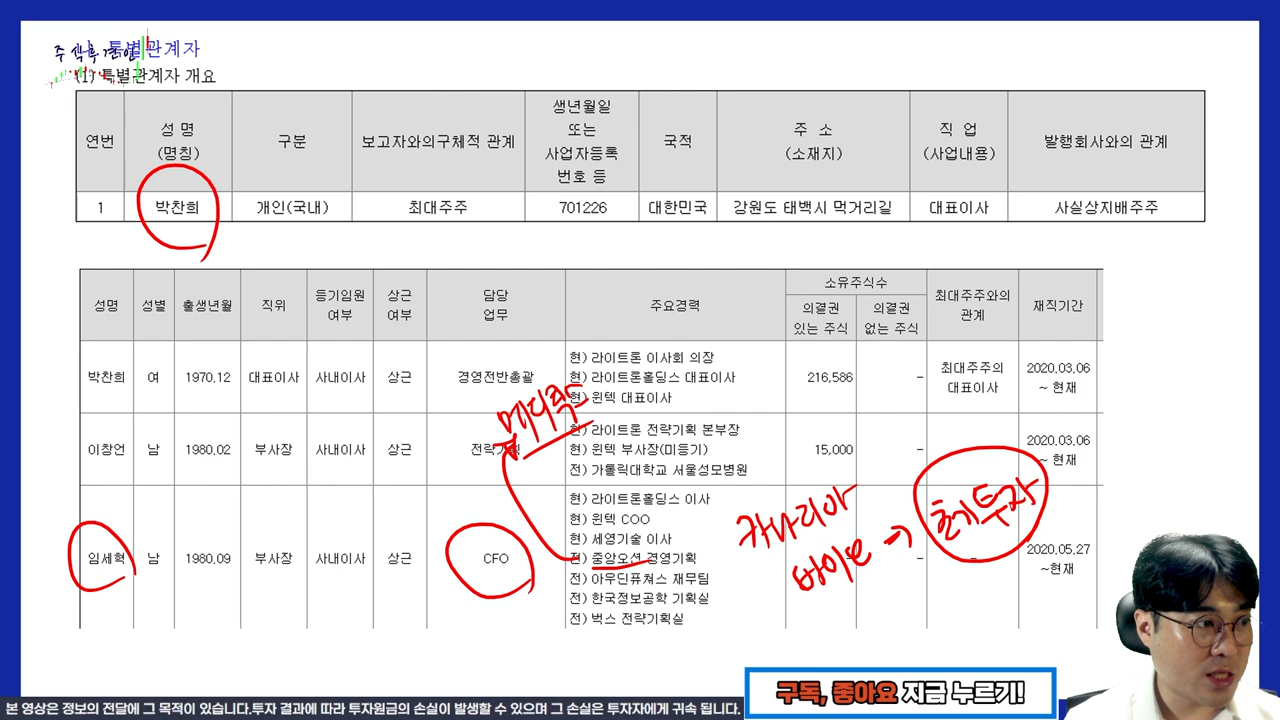 주식후견인
특별관계자
(1) 특별관계자 개요
연번 성 명 (명칭) 구분 보고자와의구체적 관계 생년월일 또는 사업자등록 번호 등 국적 주 소 (소재지) 직 업 (사업내용) 발행회사와의 관계
1 박찬희 개인(국내) 최대주주 701226 대한민국 강원도 태백시 먹거리길 대표이사 사실상지배주주
성명 성별 출생년월 직위 등기임원 여부 상근 여부 담당 업무 주요경력 소유주식수 의결권 있는 주식 의결권 없는 주식 최대주주와의 관계 재직기간
박찬희 여 1970.12 대표이사 사내이사 상근 경영전반총괄
현) 라이트론 이사회 의장
현) 라이트론홀딩스 대표이사
현) 윈텍 대표이사
216,586 - 최대주주의 대표이사 2020.03.06 ~ 현재
메디콕스
이창언 남 1980.02 부사장 사내이사 상근 전략기획
현) 라이트론 전략기획 본부장
현) 윈텍 부사장(미등기)
전) 가톨릭대학교 서울성모병원
15,000 - 2020.03.06 ~ 현재
임세혁 남 1980.09 부사장 사내이사 상근 CFO
현) 라이트론홀딩스 이사
현) 윈텍 COO
현) 세영기술 이사
전) 중앙오션 경영기획
전) 아우딘퓨쳐스 재무팀
전) 한국정보공학 기획실
전) 벅스 전략기획실
- - 2020.05.27 ~현재
카나리아
바이오 → 초기투자
구독, 좋아요 지금 누르기!
본 영상은 정보의 전달에 그 목적이 있습니다.투자 결과에 따라 투자원금의 손실이 발생할 수 있으며 그 손실은 투자자에게 귀속 됩니다.